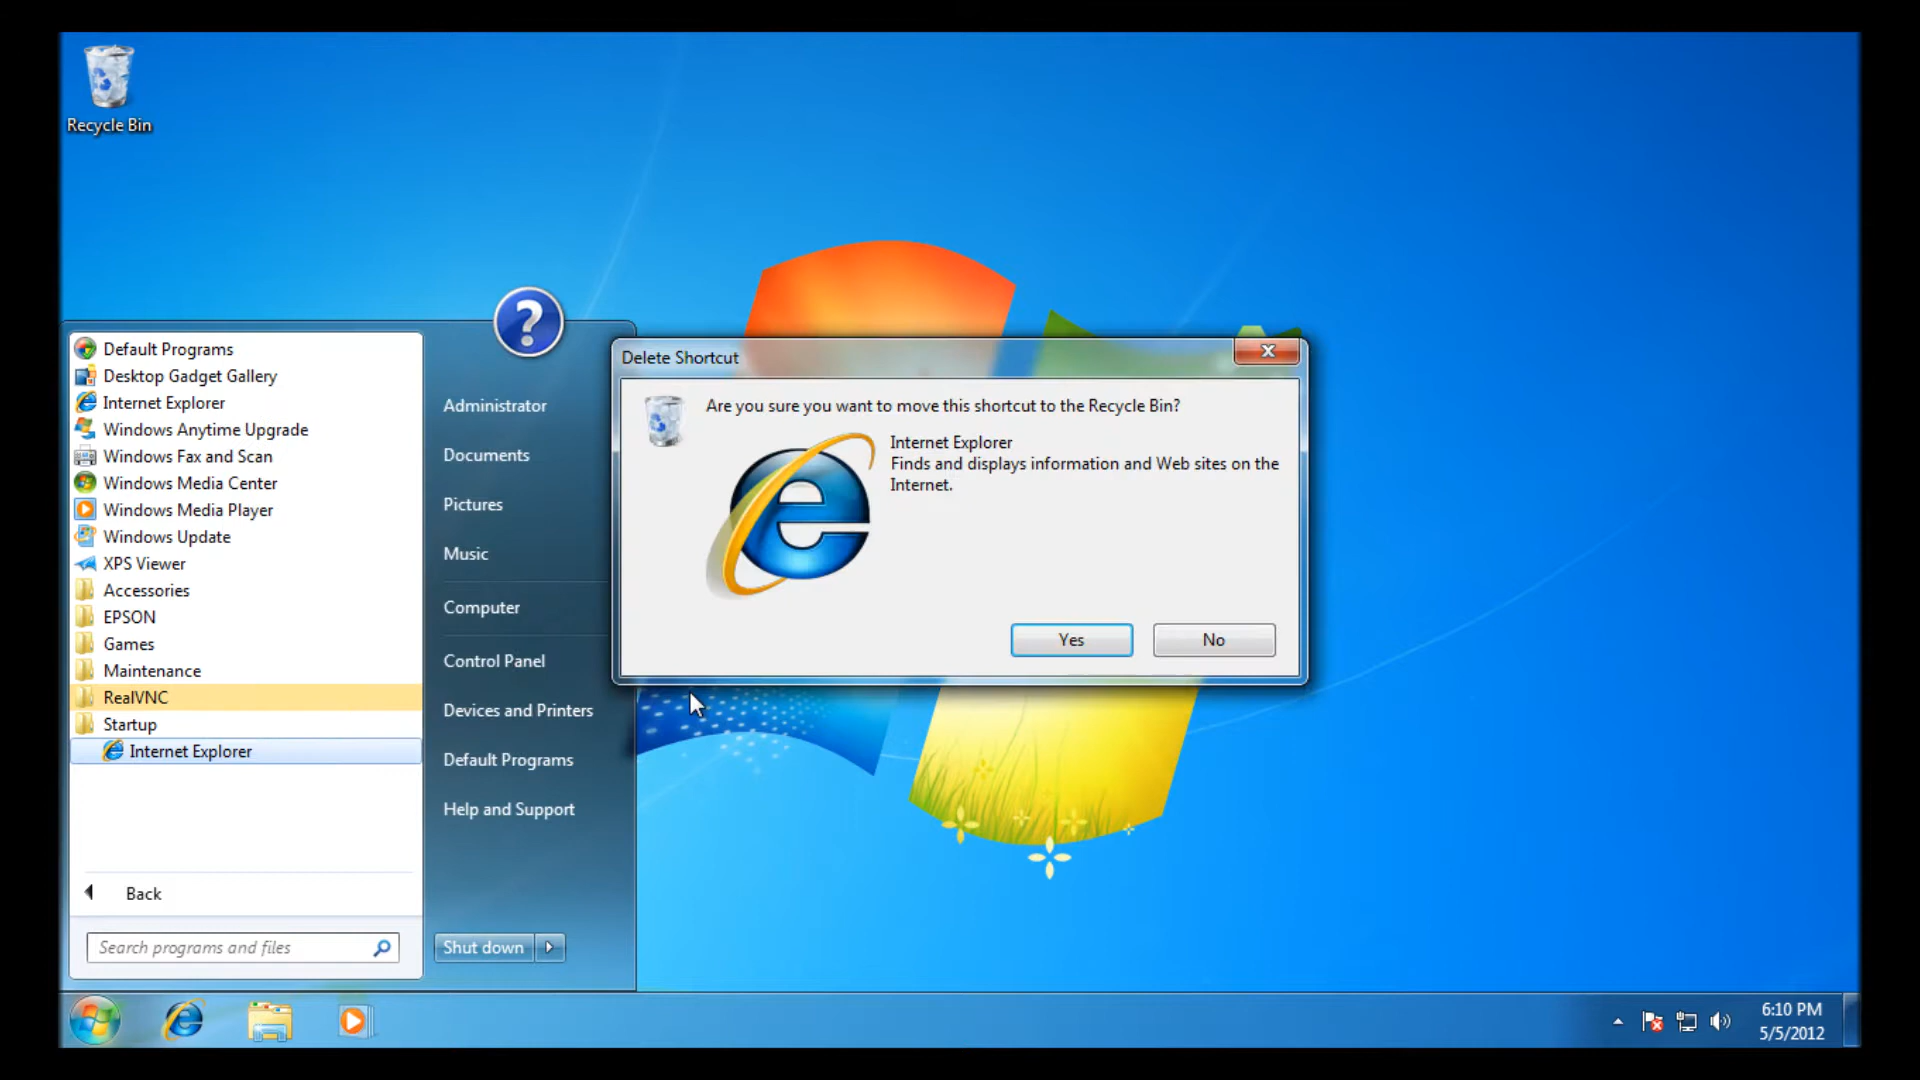 Recycle Bin
Default Programs
Desktop Gadget Gallery
Internet Explorer
Windows Anytime Upgrade
Windows Fax and Scan
Windows Media Center
Windows Media Player
Windows Update
XPS Viewer
Accessories
EPSON
Games
Maintenance
RealVNC
Startup
Internet Explorer
Back
Search programs and files
Administrator
Documents
Pictures
Music
Computer
Control Panel
Devices and Printers
Default Programs
Help and Support
Shut down
Delete Shortcut
Are you sure you want to move this shortcut to the Recycle Bin?
Internet Explorer
Finds and displays information and Web sites on the
Internet.
Yes
No
6:10 PM
5/5/2012